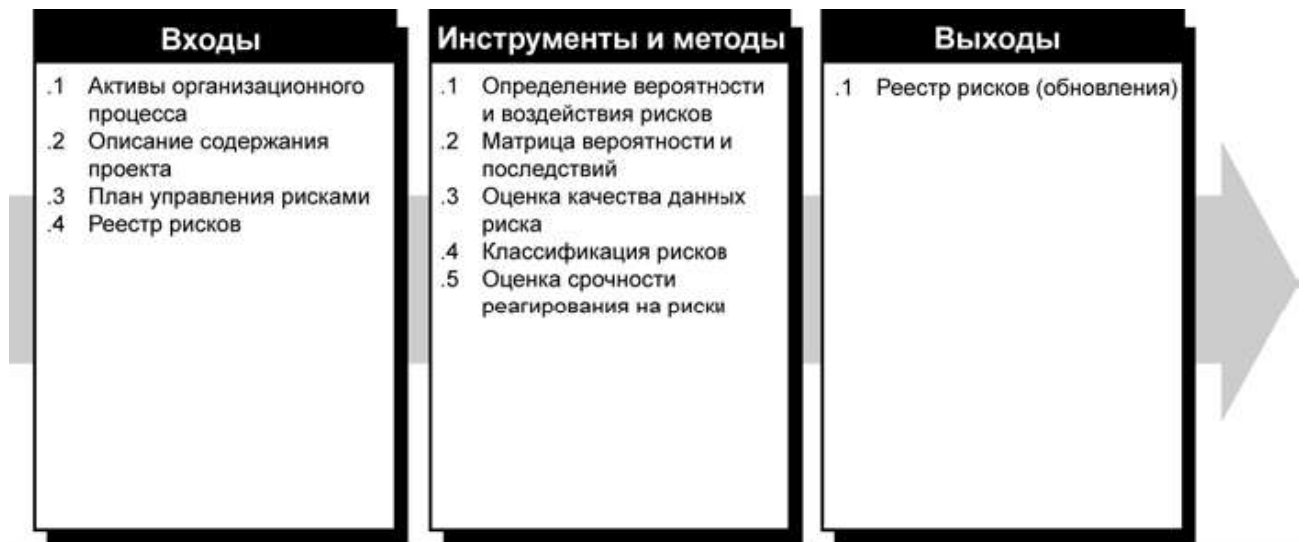 Входы
.1 Активы организационного
процесса
.2 Описание содержания
проекта
.3 План управления рисками
.4 Реестр рисков
Инструменты и методы
.1 Определение вероятности
и воздействия рисков
.2 Матрица вероятности и
последствий
.3 Оценка качества данных
риска
.4 Классификация рисков
.5 Оценка срочности
реагирования на риски
Выходы
.1 Реестр рисков (обновления)